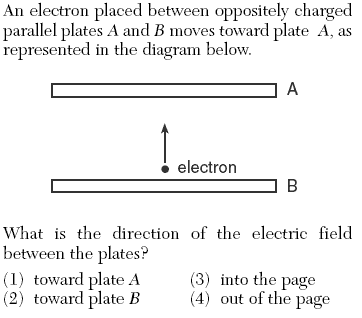 An electron placed between oppositely charged
parallel plates A and B moves toward plate A, as
represented in the diagram below.
A
electron
B
What is the direction of the electric field
between the plates?
(1) toward plate A (3) into the page
(2) toward plate B (4) out of the page